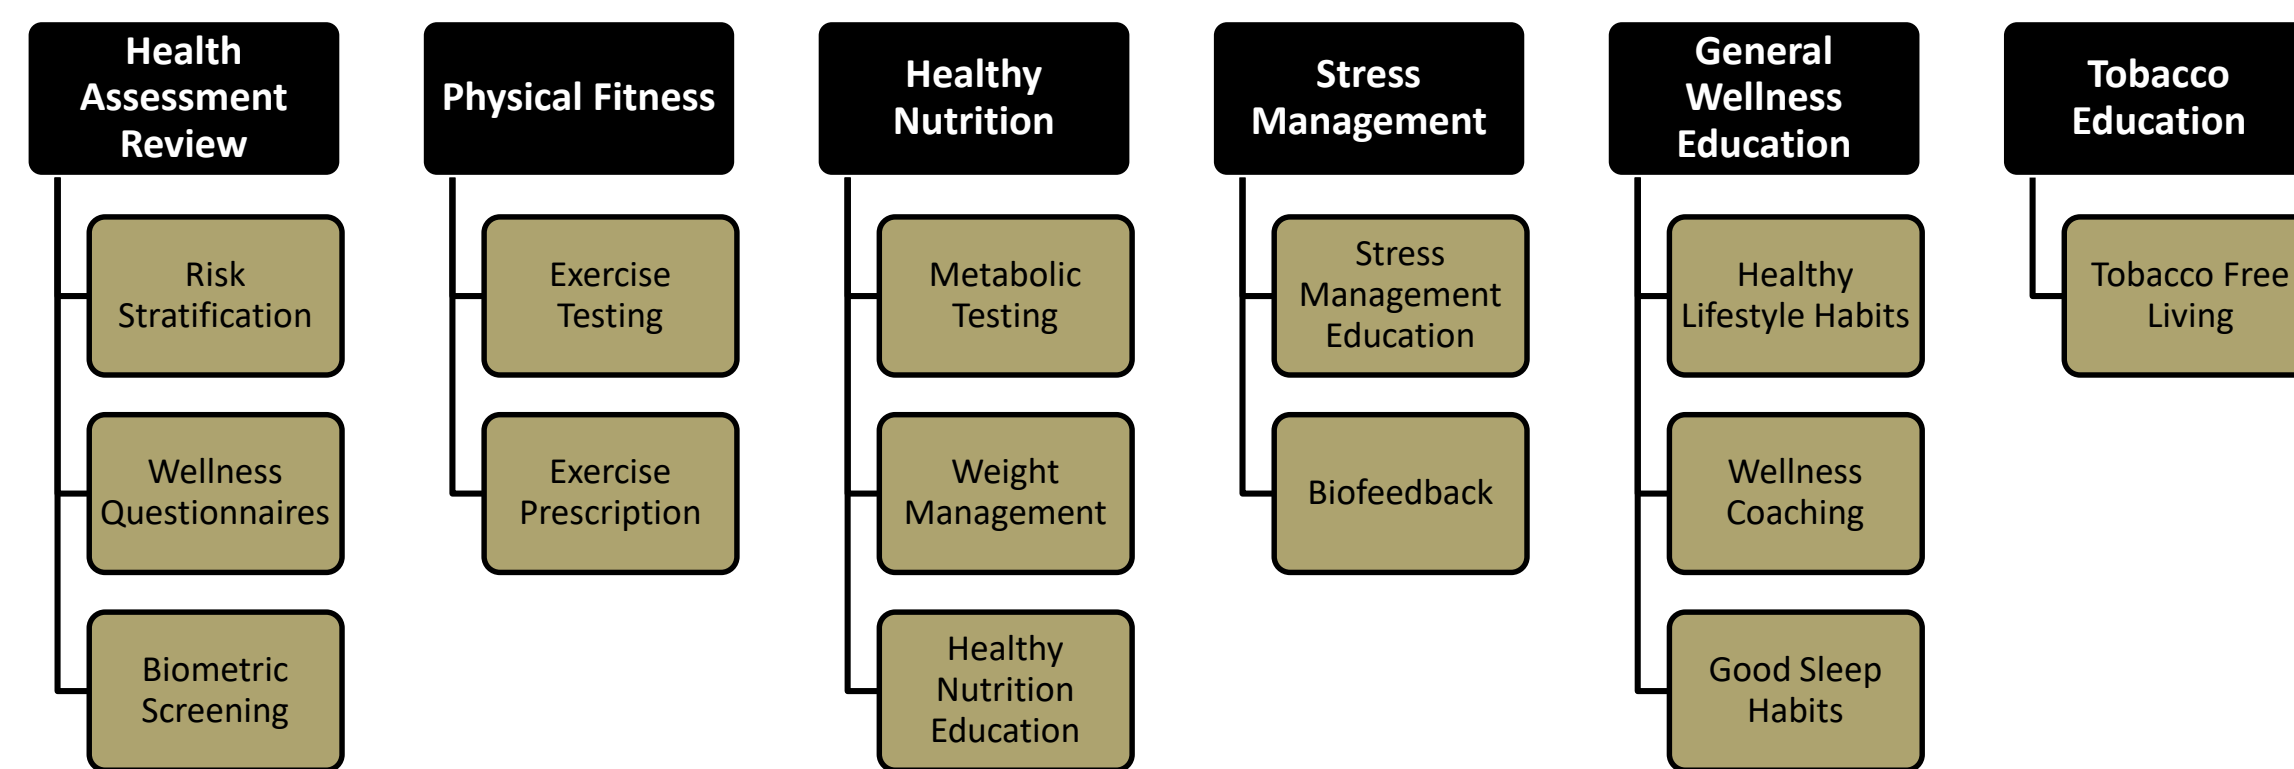 Health
Assessment
Review
Risk
Stratification
Wellness
Questionnaires
Biometric
Screening
Physical Fitness
Exercise
Testing
Exercise
Prescription
Healthy
Nutrition
Metabolic
Testing
Weight
Management
Healthy
Nutrition
Education
Stress
Management
Stress
Management
Education
Biofeedback
General
Wellness
Education
Healthy
Lifestyle Habits
Wellness
Coaching
Good Sleep
Habits
Tobacco
Education
Tobacco Free
Living